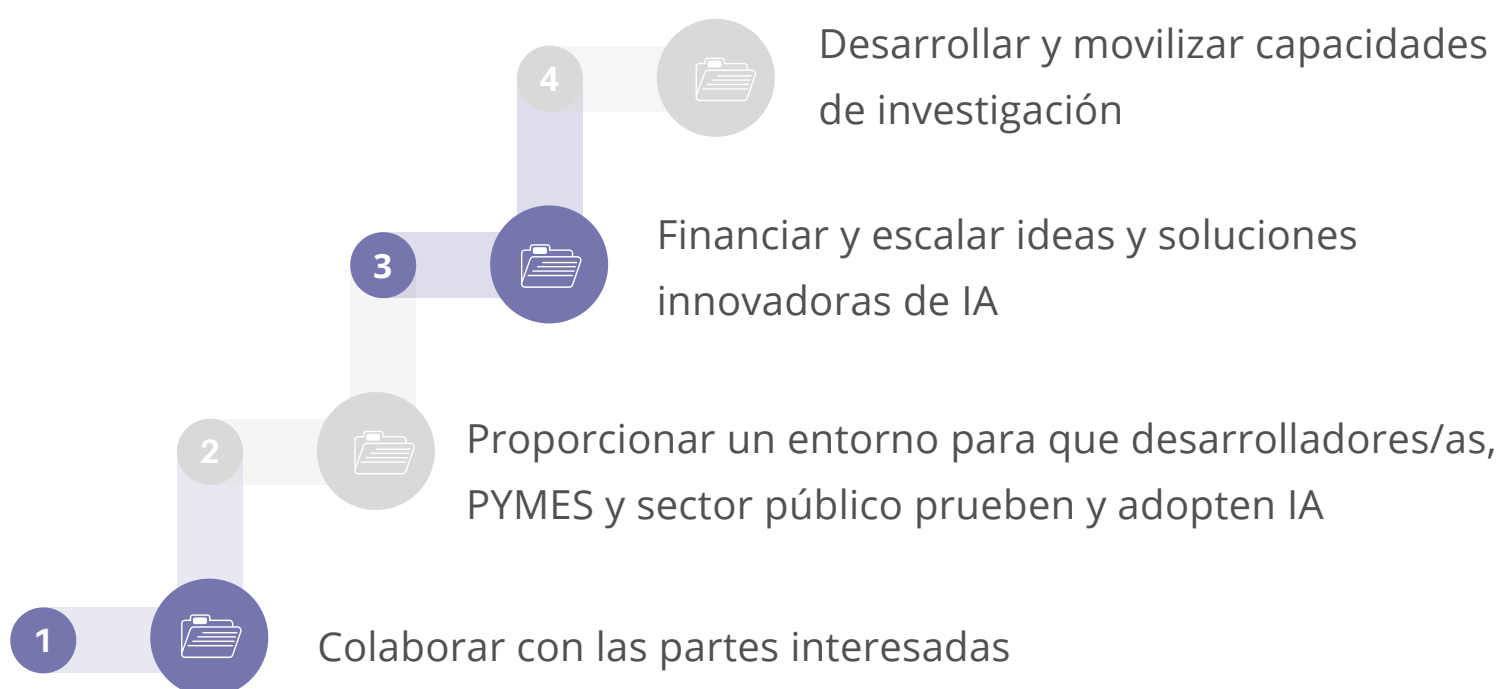 4
Desarrollar y movilizar capacidades
de investigación
3
Financiar y escalar ideas y soluciones
innovadoras de IA
2
Proporcionar un entorno para que desarrolladores/as,
PYMES y sector público prueben y adopten IA
1
Colaborar con las partes interesadas